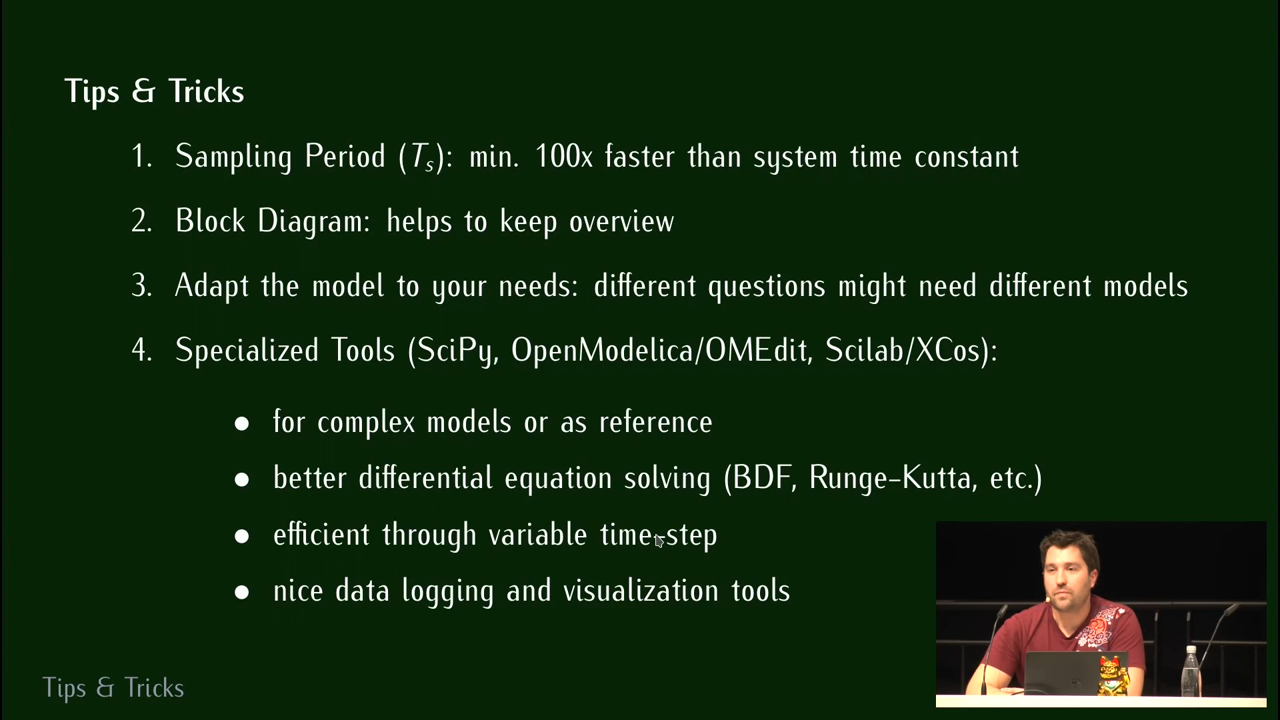 Tips & Tricks
1. Sampling Period (Ts): min. 100x faster than system time constant
2. Block Diagram: helps to keep overview
3. Adapt the model to your needs: different questions might need different models
4. Specialized Tools (SciPy, OpenModelica/OMEdit, Scilab/XCos):
● for complex models or as reference
● better differential equation solving (BDF, Runge–Kutta, etc.)
● efficient through variable time-step
● nice data logging and visualization tools
Tips & Tricks